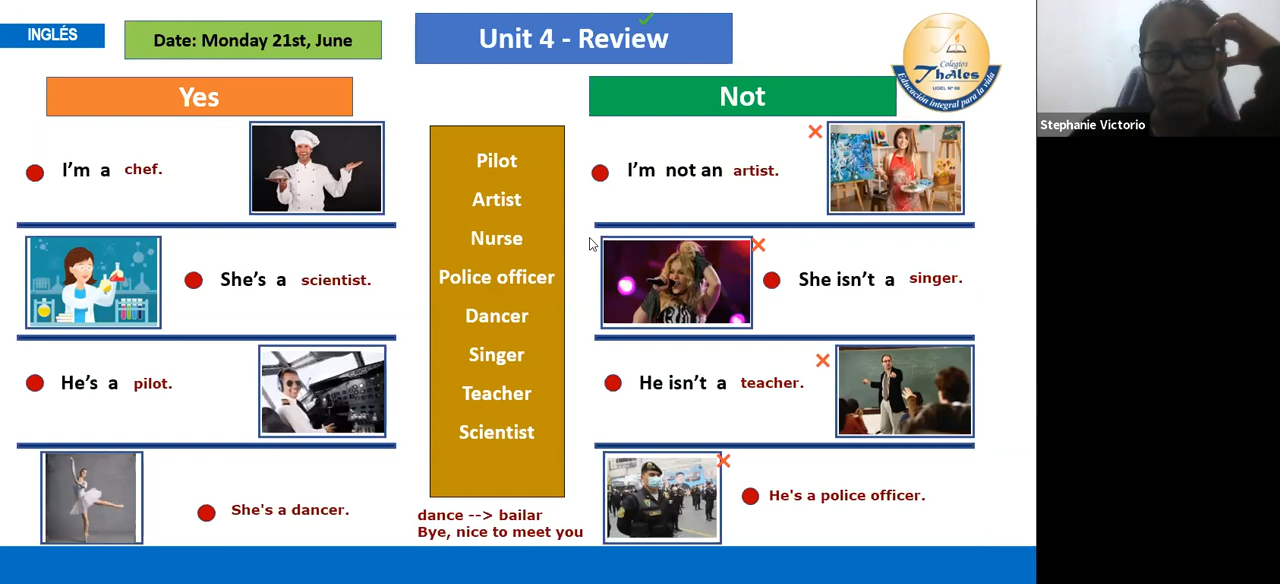 INGLÉS
Date: Monday 21st, June
Unit 4 - Review
Colegios
Thales
UGEL Nº 06
Educación integral para la vida
Stephanie Victorio
Yes
Not
I'm a chef.
She's a scientist.
He's a pilot.
She's a dancer.
Pilot
Artist
Nurse
Police officer
Dancer
Singer
Teacher
Scientist
dance --> bailar
Bye, nice to meet you
I'm not an artist.
She isn't a singer.
He isn't a teacher.
He's a police officer.